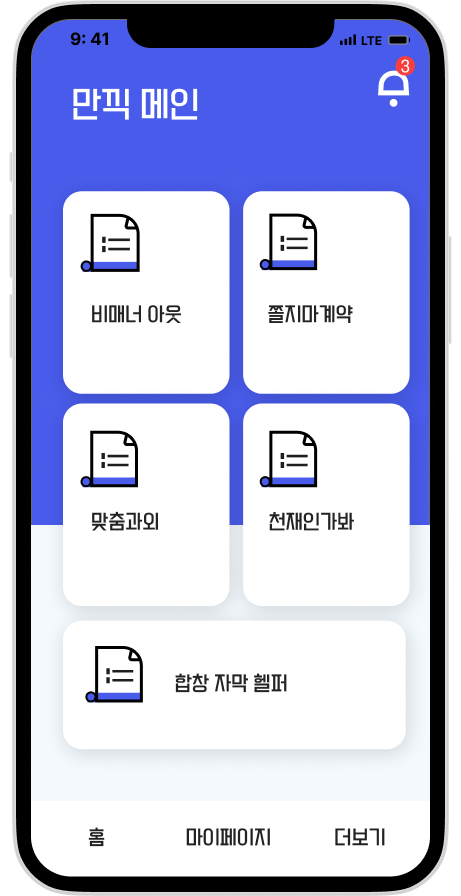 9:41 LTE
3
만끽 메인
비매너 아웃 쫄지마계약
맞춤과외 천재인가봐
합창 자막 헬퍼
홈 마이페이지 더보기